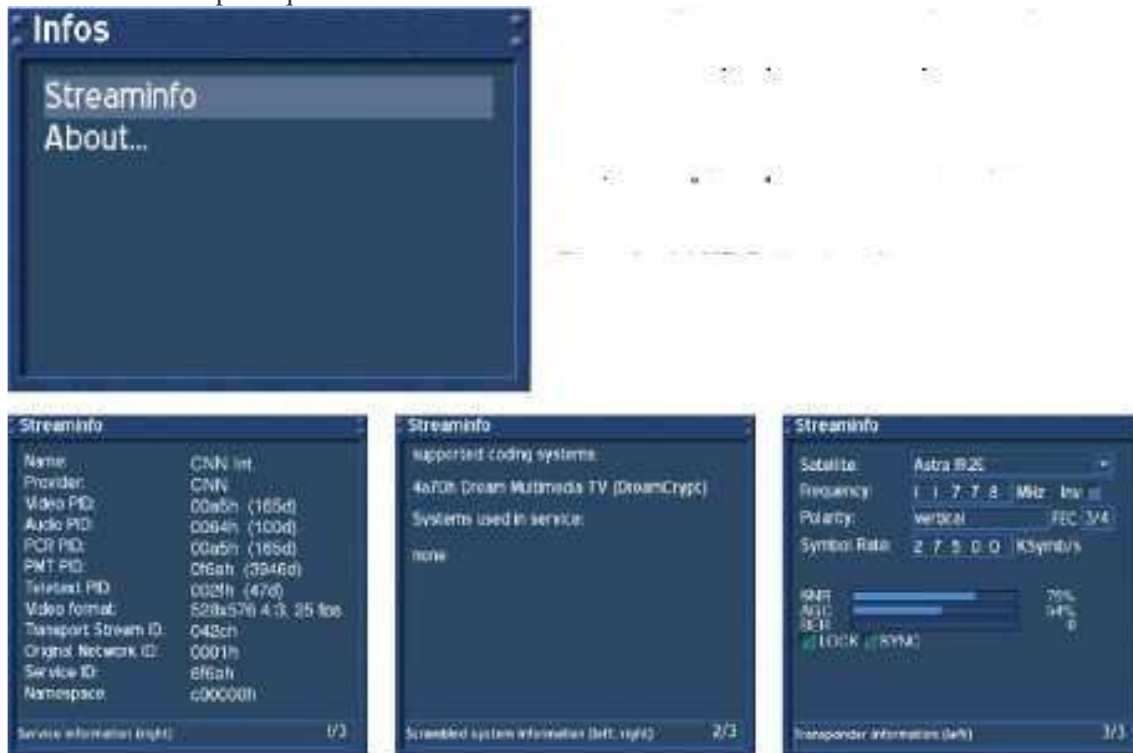 Infos
Streaminfo
About...
Streaminfo
Name: CNN Int.
Provider: CNN
Video PID: 00a5h (165d)
Audio PID: 0064h (100d)
PCR PID: 00a5h (165d)
PMT PID: 0f6ah (3946d)
Teletext PID: 002fh (47d)
Video format: 528x576 4:3, 25 fps
Transport Stream ID: 042ch
Original Network ID: 0001h
Service ID: 6f6ah
Namespace: c00000h
Service information (right) 1/3
Streaminfo
supported coding systems:
4a70h Dream Multimedia TV (DreamCrypt)
Systems used in service:
none
Scrambled system information (left, right) 2/3
Streaminfo
Satellite: Astra
Frequency: 1 1 7 7 8 MHz Inv
Polarity: vertical FEC 3/4
Symbol Rate: 2 7 5 0 0 KSymb/s
SNR
AGC
BER 0
LOCK SYNC
Transponder information (left) 3/3